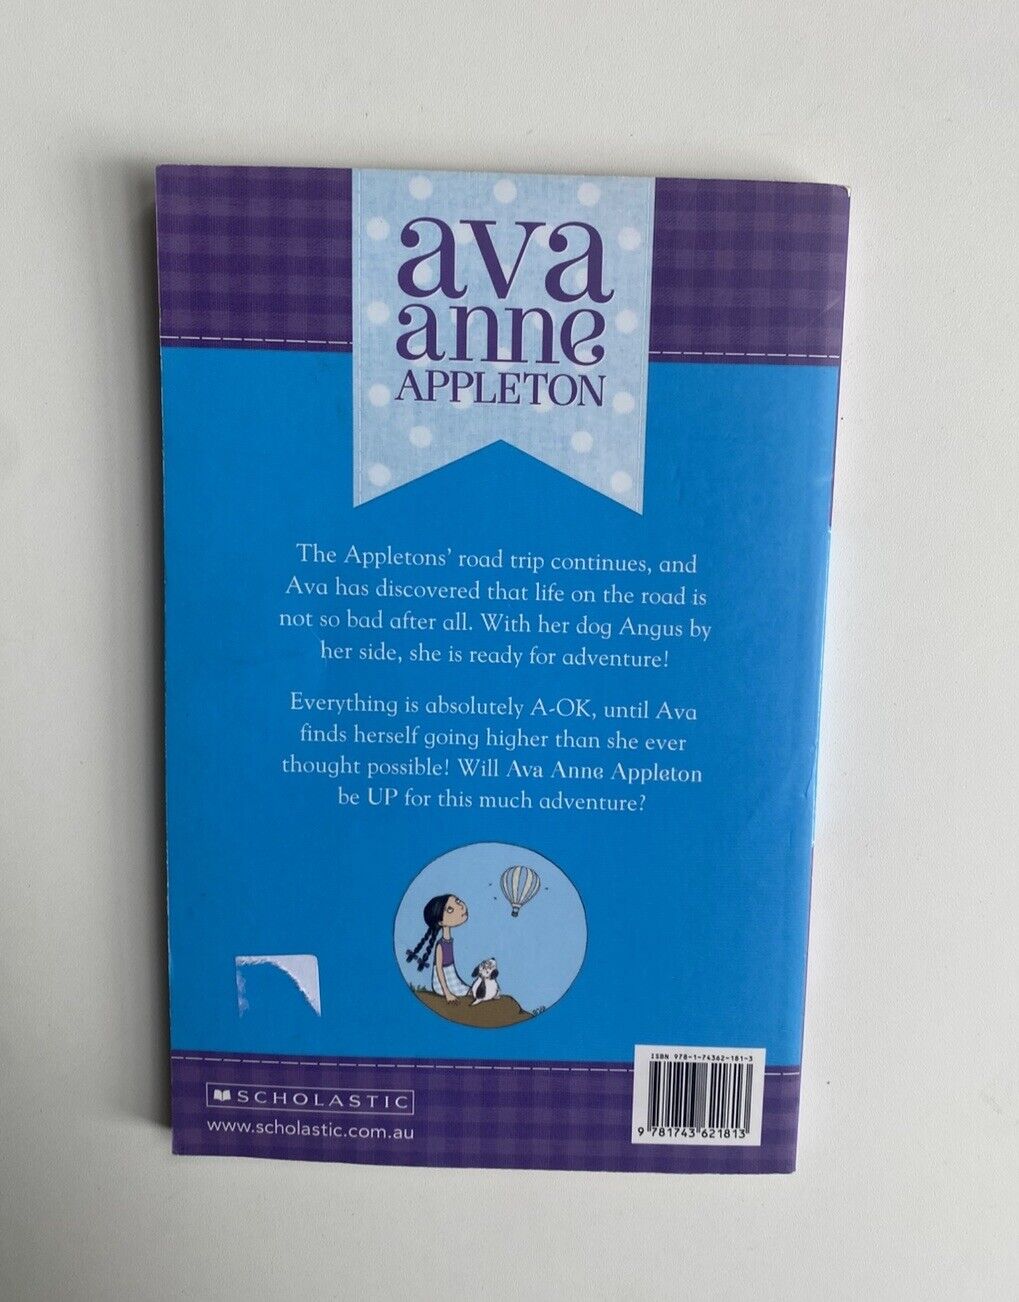 ava
anne
APPLETON
The Appletons' road trip continues, and
Ava has discovered that life on the road is
not so bad after all. With her dog Angus by
her side, she is ready for adventure!
Everything is absolutely A-OK, until Ava
finds herself going higher than she ever
thought possible! Will Ava Anne Appleton
be UP for this much adventure?
ISBN 978-1-74362-181-3
9 781743 621813
SCHOLASTIC
www.scholastic.com.au